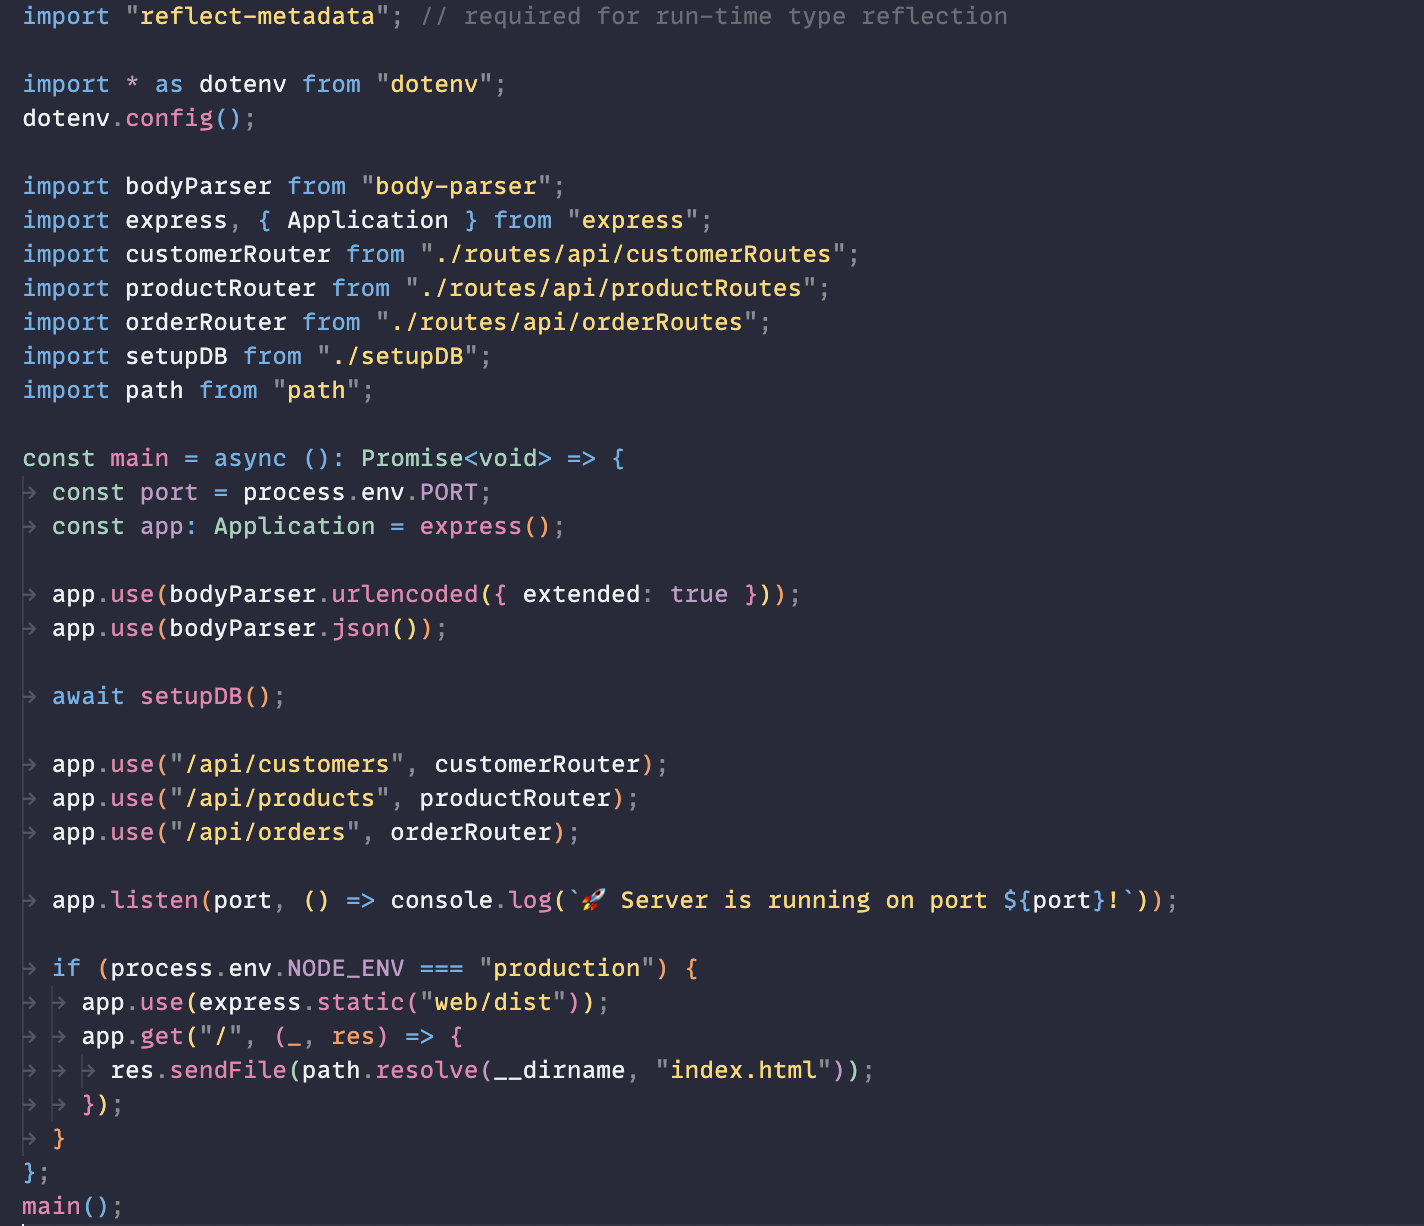 import "reflect-metadata"; // required for run-time type reflection
import * as dotenv from "dotenv";
dotenv.config();
import bodyParser from "body-parser";
import express, { Application } from "express";
import customerRouter from "./routes/api/customerRoutes";
import productRouter from "./routes/api/productRoutes";
import orderRouter from "./routes/api/orderRoutes";
import setupDB from "./setupDB";
import path from "path";
const main = async (): Promise<void> => {
const port = process.env.PORT;
const app: Application = express();
app.use(bodyParser.urlencoded({ extended: true }));
app.use(bodyParser.json());
await setupDB();
app.use("/api/customers", customerRouter);
app.use("/api/products", productRouter);
app.use("/api/orders", orderRouter);
app.listen(port, () => console.log(`🚀 Server is running on port ${port}!`));
if (process.env.NODE_ENV === "production") {
app.use(express.static("web/dist"));
app.get("/", (_, res) => {
res.sendFile(path.resolve(__dirname, "index.html"));
});
}
};
main();